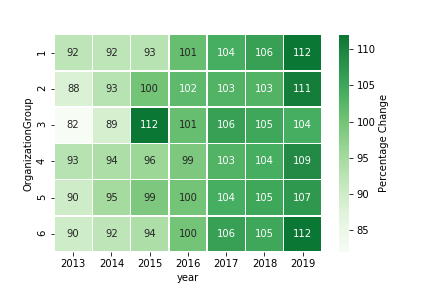 OrganizationGroup
1 92 92 93 101 104 106 112
2 88 93 100 102 103 103 111
3 82 89 112 101 106 105 104
4 93 94 96 99 103 104 109
5 90 95 99 100 104 105 107
6 90 92 94 100 106 105 112
2013 2014 2015 2016 2017 2018 2019
year
110
105
100
95
90
85
Percentage Change